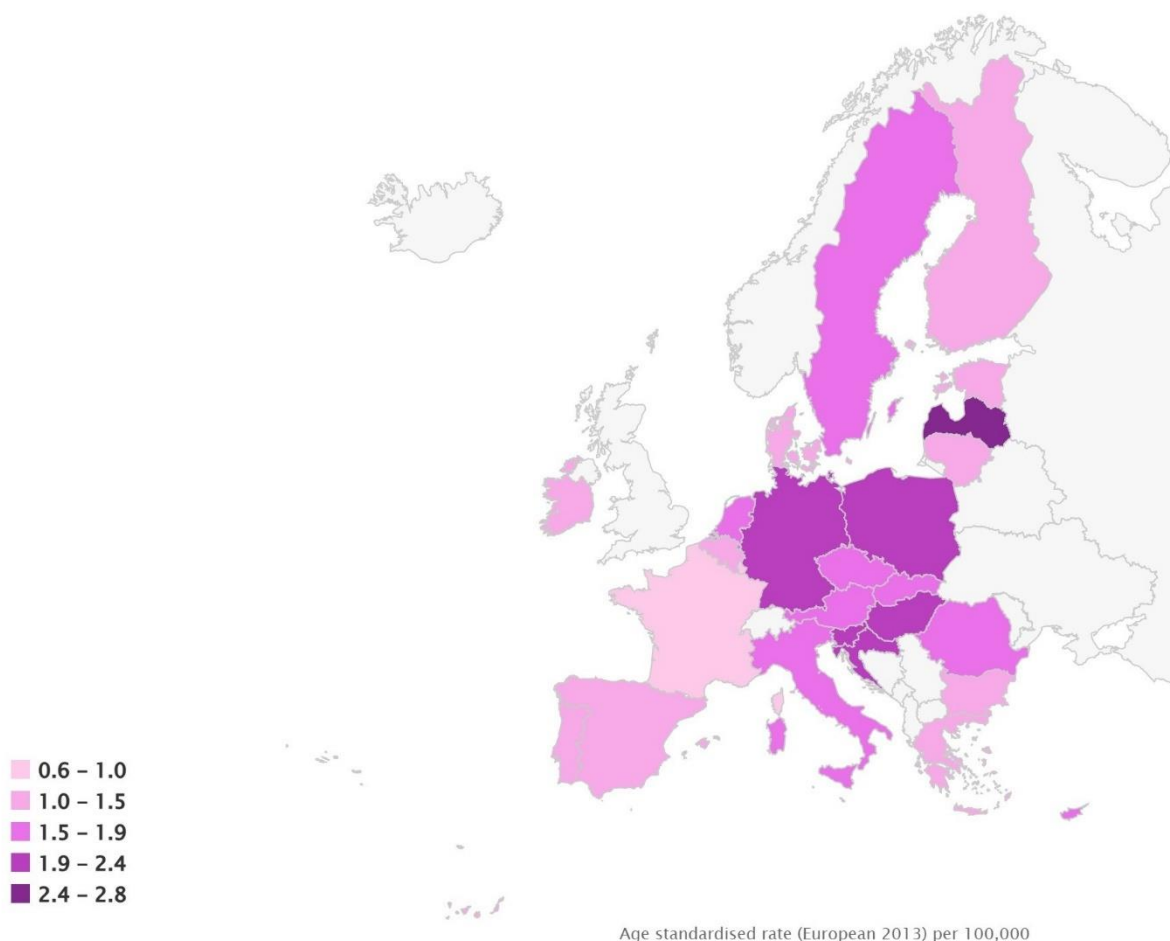 0.6 – 1.0
1.0 – 1.5
1.5 – 1.9
1.9 – 2.4
2.4 – 2.8
Age standardised rate (European 2013) per 100,000